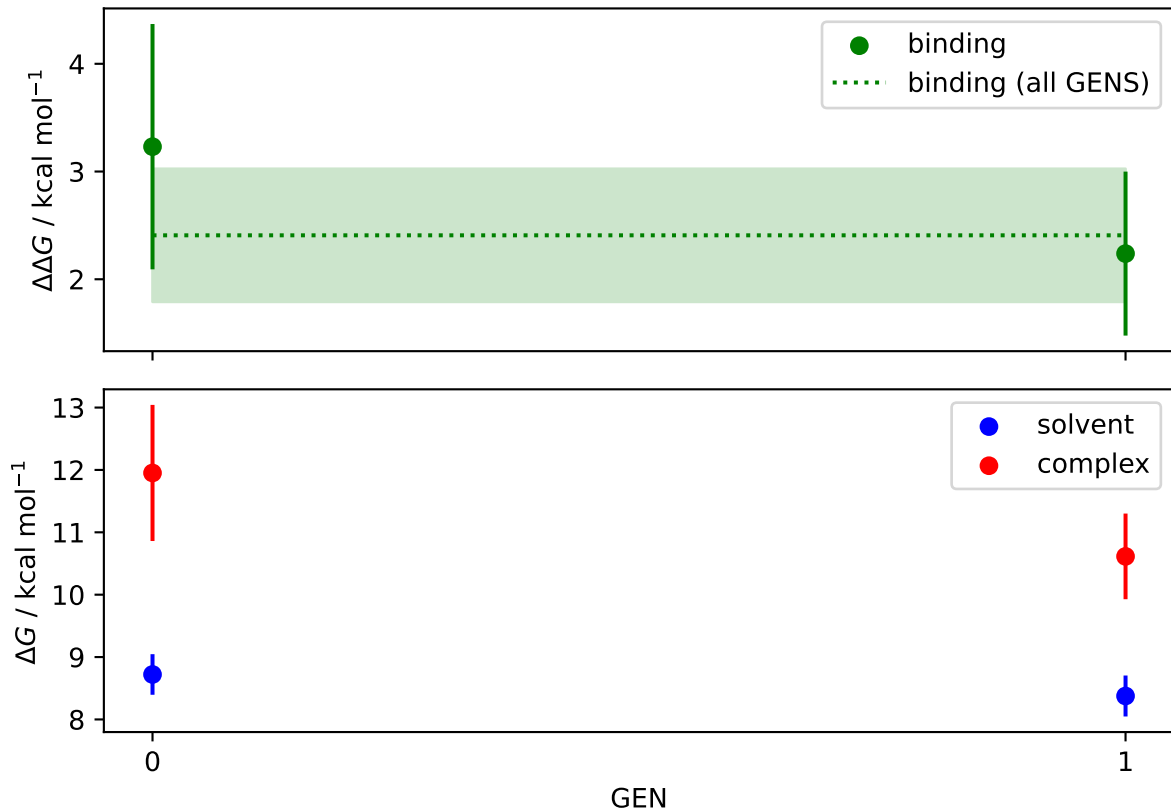 binding
binding (all GENS)
4
3
2
ΔΔG / kcal mol⁻¹
solvent
complex
13
12
11
10
9
8
ΔG / kcal mol⁻¹
0
1
GEN